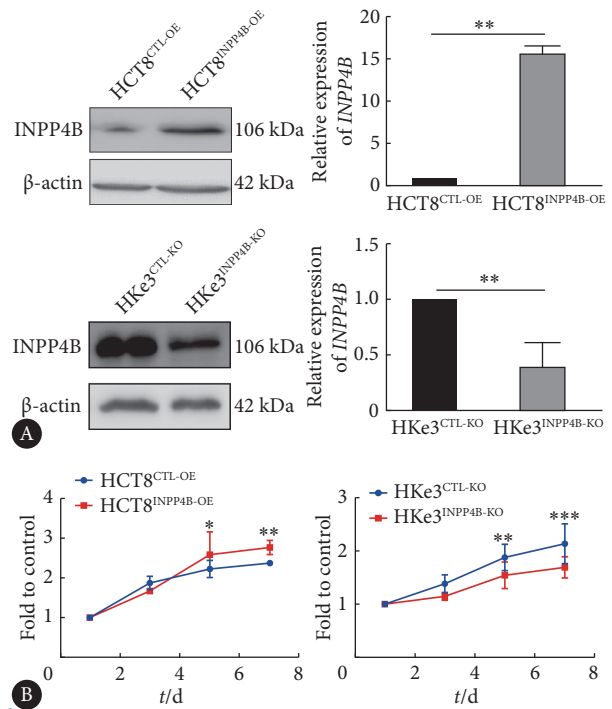 HCT8CTL-OE
HCT8INPP4B-OE
INPP4B
106 kDa
β-actin
42 kDa
Relative expression
of INPP4B
20
15
10
5
0
**
HCT8CTL-OE
HCT8INPP4B-OE
HKe3CTL-KO
HKe3INPP4B-KO
INPP4B
106 kDa
β-actin
42 kDa
A
Relative expression
of INPP4B
1.5
1.0
0.5
0
**
HKe3CTL-KO
HKe3INPP4B-KO
HCT8CTL-OE
HCT8INPP4B-OE
Fold to control
4
3
2
1
0
* **
2 4 6 8
t/d
B
HKe3CTL-KO
HKe3INPP4B-KO
Fold to control
3
2
1
0
** ***
2 4 6 8
t/d